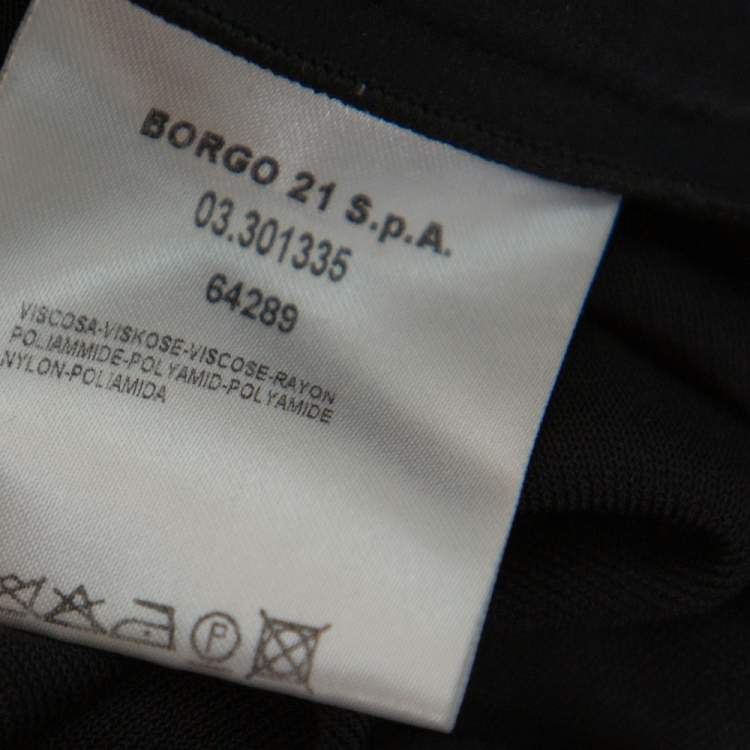 BORGO 21 S.p.A.
03.301335
64289
VISCOSA-VISKOSE-VISCOSE-RAYON
POLIAMMIDE-POLYAMID-POLYAMIDE
NYLON-POLIAMIDA
P